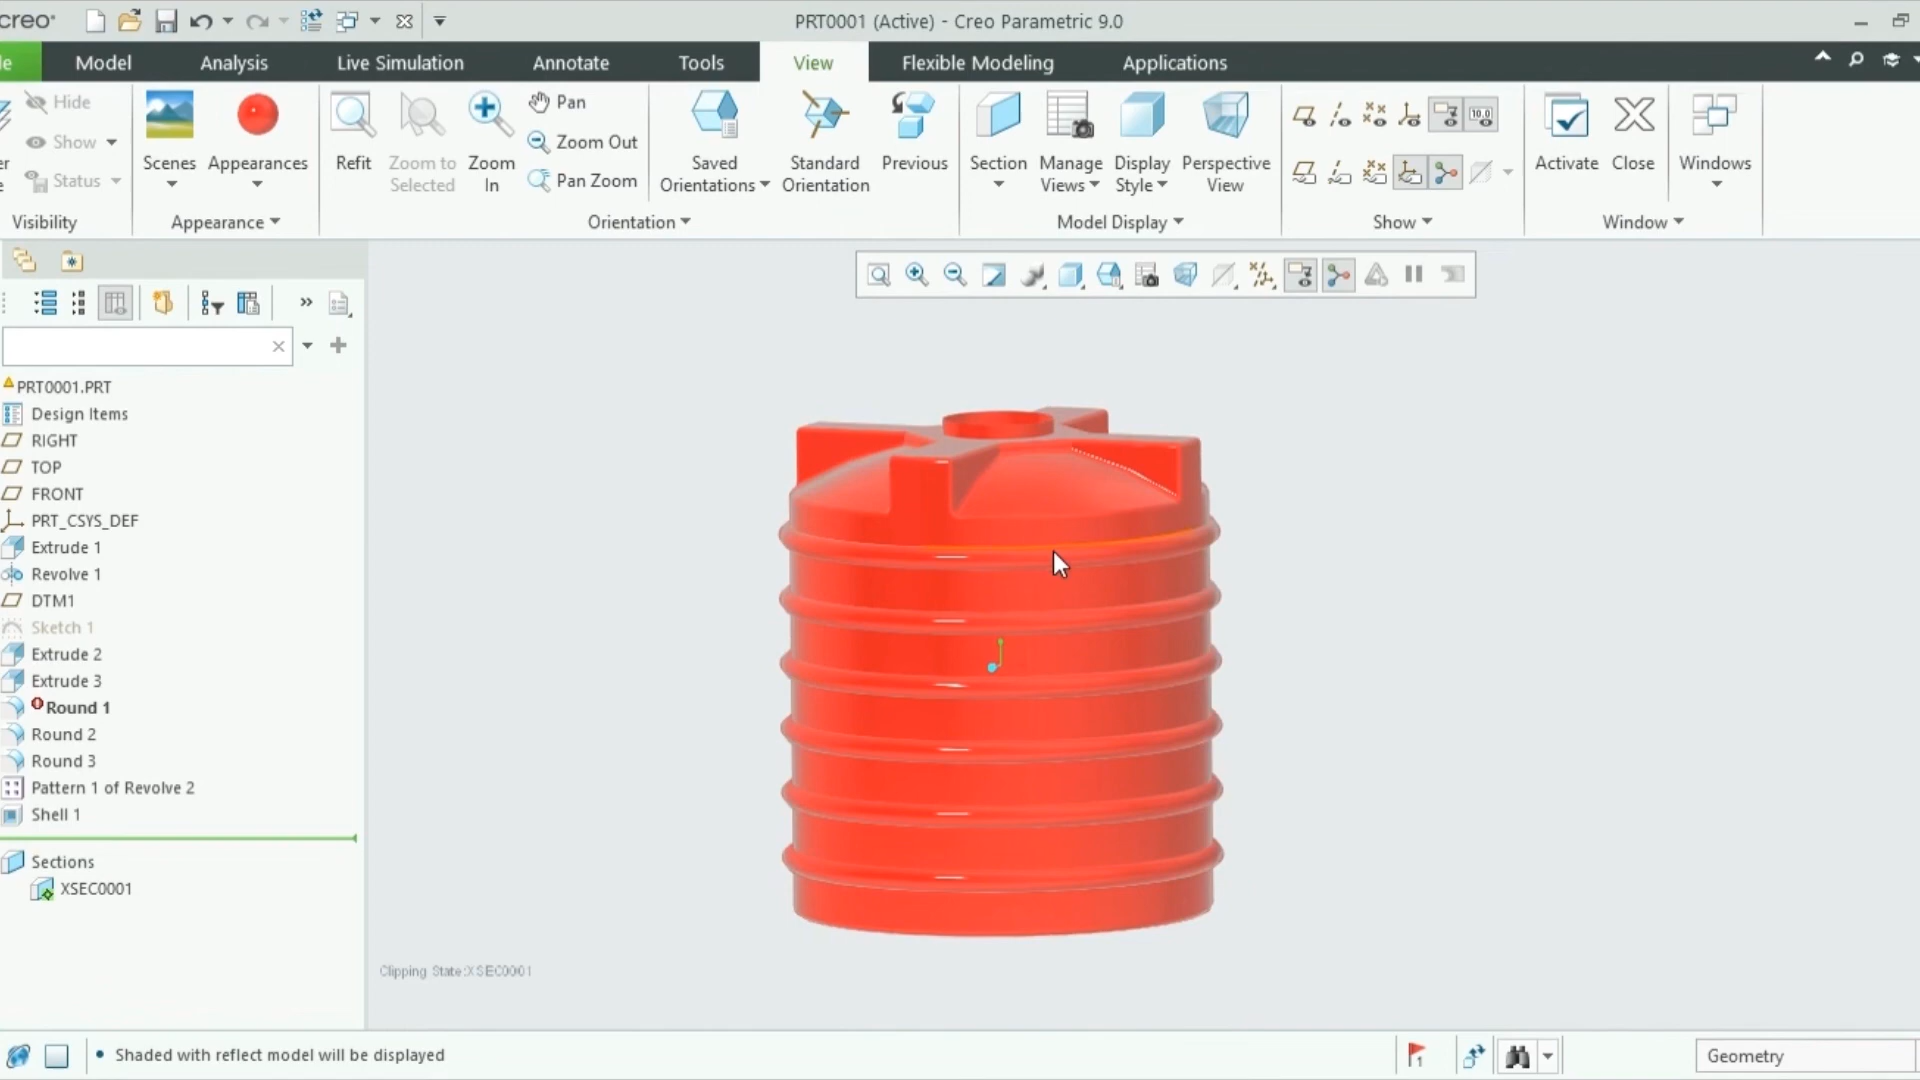 creo
PRT0001 (Active) - Creo Parametric 9.0
Model
Analysis
Live Simulation
Annotate
Tools
View
Flexible Modeling
Applications
Hide
Show
Status
Visibility
Scenes
Appearances
Appearance
Refit
Zoom to
Selected
Zoom
In
Pan
Zoom Out
Pan Zoom
Saved
Orientations
Standard
Orientation
Previous
Orientation
Section
Manage
Views
Display
Style
Perspective
View
Model Display
10.0
Show
Activate
Close
Windows
Window
PRT0001.PRT
Design Items
RIGHT
TOP
FRONT
PRT_CSYS_DEF
Extrude 1
Revolve 1
DTM1
Sketch 1
Extrude 2
Extrude 3
Round 1
Round 2
Round 3
Pattern 1 of Revolve 2
Shell 1
Sections
XSEC0001
Clipping State:XSEC0001
Shaded with reflect model will be displayed
1
Geometry